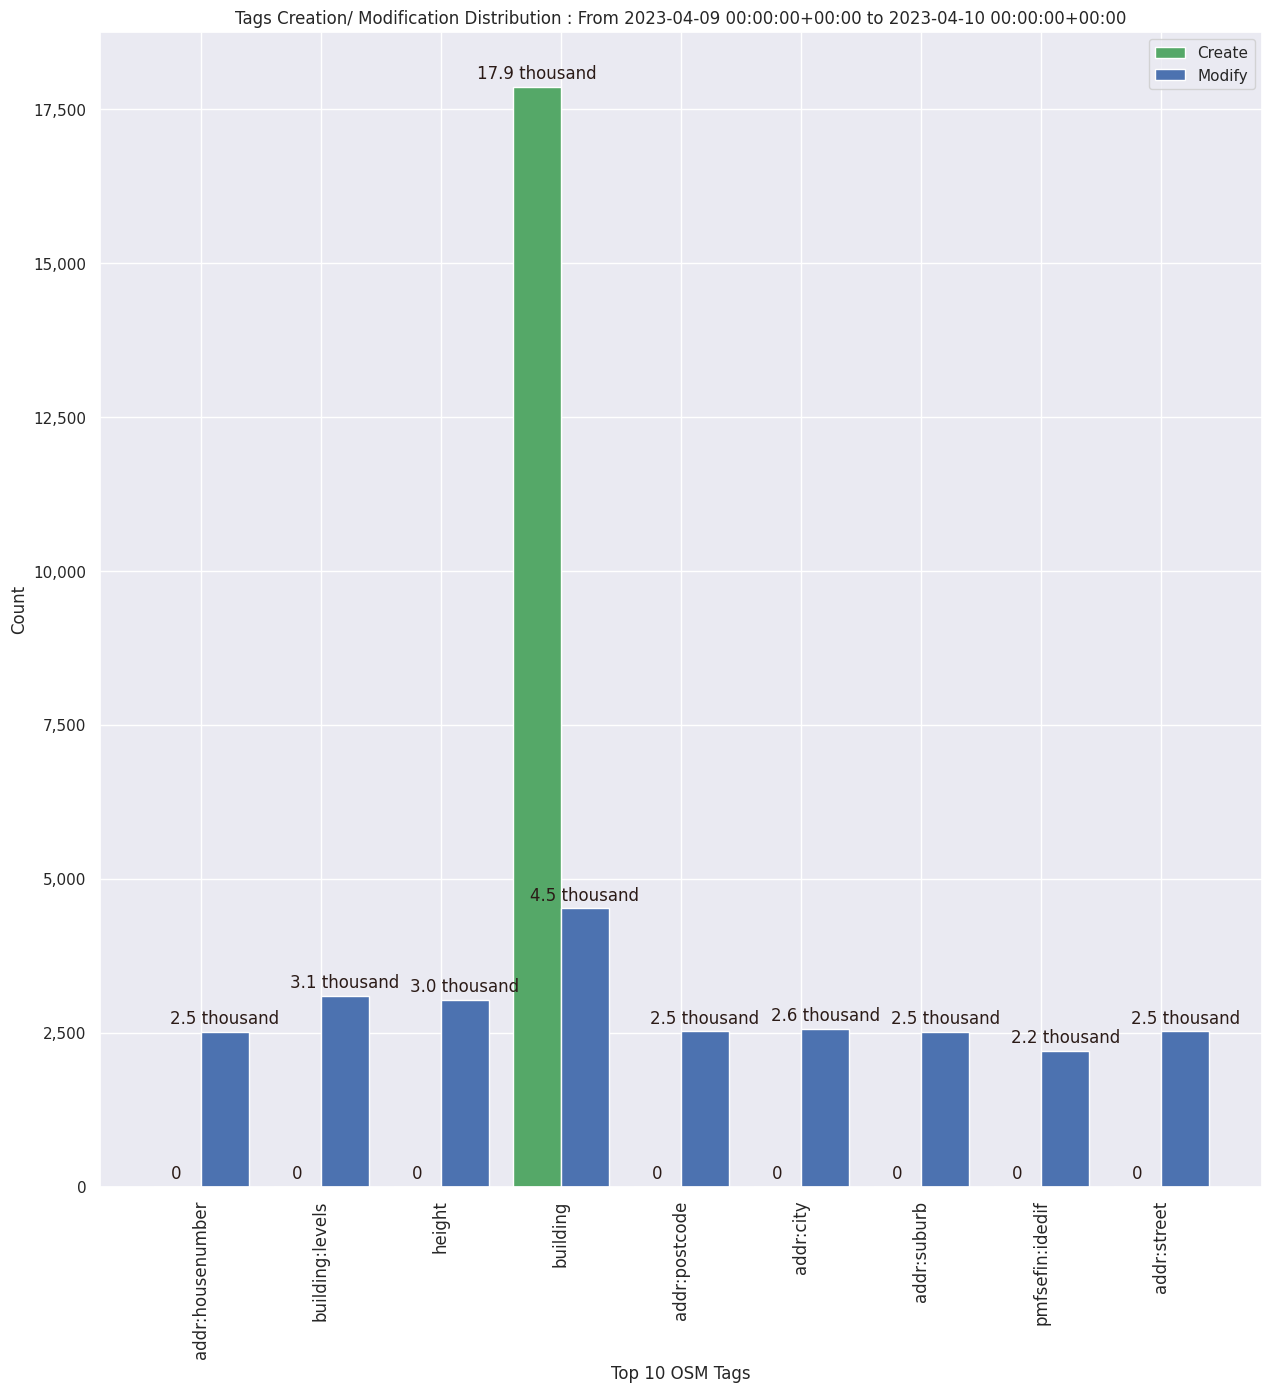 Tags Creation/ Modification Distribution : From 2023-04-09 00:00:00+00:00 to 2023-04-10 00:00:00+00:00
Create
Modify
17.9 thousand
17,500
15,000
12,500
10,000
7,500
5,000
2,500
0
Count
4.5 thousand
3.1 thousand
3.0 thousand
2.5 thousand
2.5 thousand
2.6 thousand
2.5 thousand
2.2 thousand
2.5 thousand
0
0
0
0
0
0
0
0
addr:housenumber
building:levels
height
building
addr:postcode
addr:city
addr:suburb
pmfsefin:idedif
addr:street
Top 10 OSM Tags